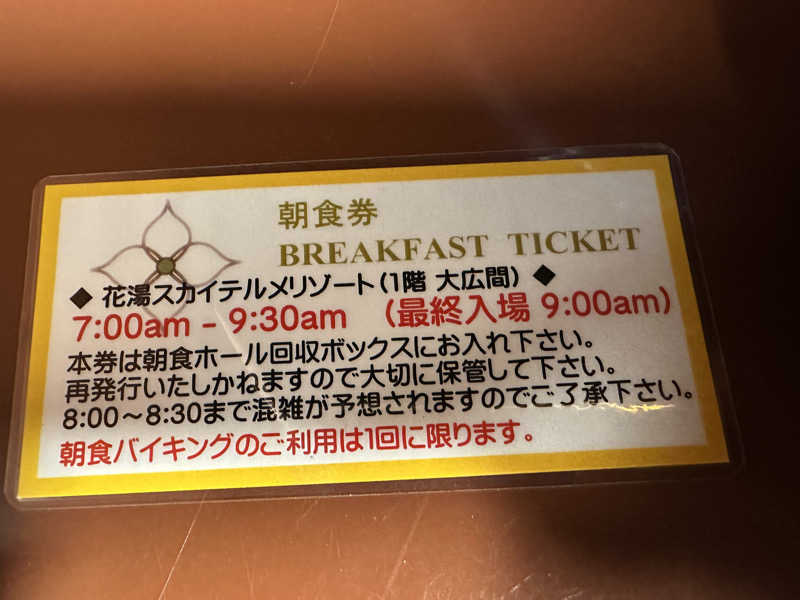 朝食券
BREAKFAST TICKET
◆ 花湯スカイテルメリゾート(1階 大広間) ◆
7:00am - 9:30am (最終入場 9:00am)
本券は朝食ホール回収ボックスにお入れ下さい。
再発行いたしかねますので大切に保管して下さい。
8:00～8:30まで混雑が予想されますのでご了承下さい。
朝食バイキングのご利用は1回に限ります。